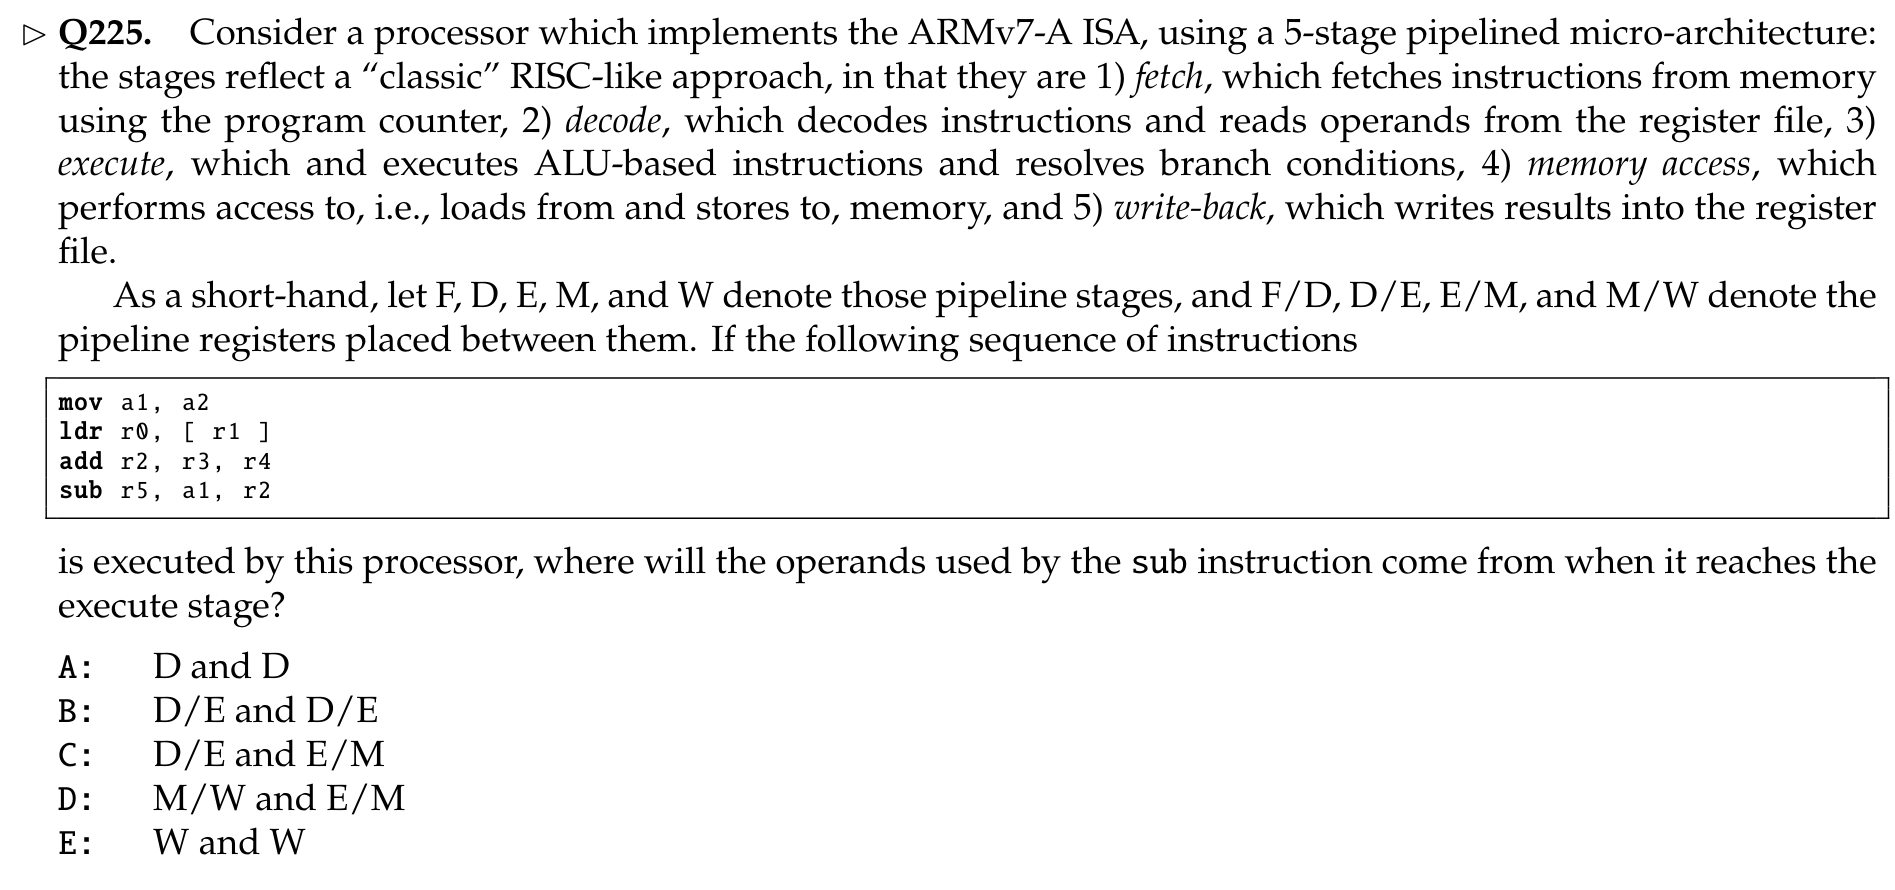 ▷ Q225. Consider a processor which implements the ARMv7-A ISA, using a 5-stage pipelined micro-architecture:
the stages reflect a “classic” RISC-like approach, in that they are 1) fetch, which fetches instructions from memory
using the program counter, 2) decode, which decodes instructions and reads operands from the register file, 3)
execute, which and executes ALU-based instructions and resolves branch conditions, 4) memory access, which
performs access to, i.e., loads from and stores to, memory, and 5) write-back, which writes results into the register
file.
As a short-hand, let F, D, E, M, and W denote those pipeline stages, and F/D, D/E, E/M, and M/W denote the
pipeline registers placed between them. If the following sequence of instructions
mov a1, a2
ldr r0, [ r1 ]
add r2, r3, r4
sub r5, a1, r2
is executed by this processor, where will the operands used by the sub instruction come from when it reaches the
execute stage?
A: D and D
B: D/E and D/E
C: D/E and E/M
D: M/W and E/M
E: W and W